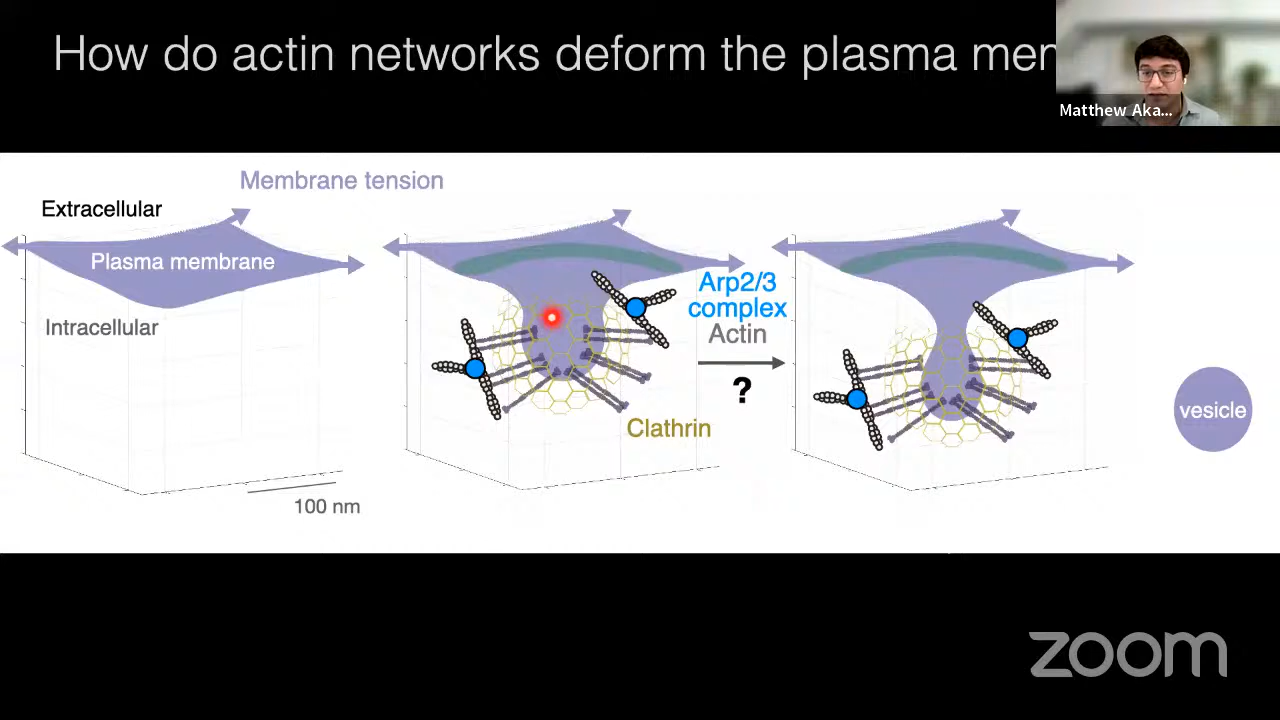 How do actin networks deform the plasma mem
Matthew Aka...
Membrane tension
Extracellular
Plasma membrane
Intracellular
100 nm
Arp2/3
complex
Actin
?
Clathrin
vesicle
zoom